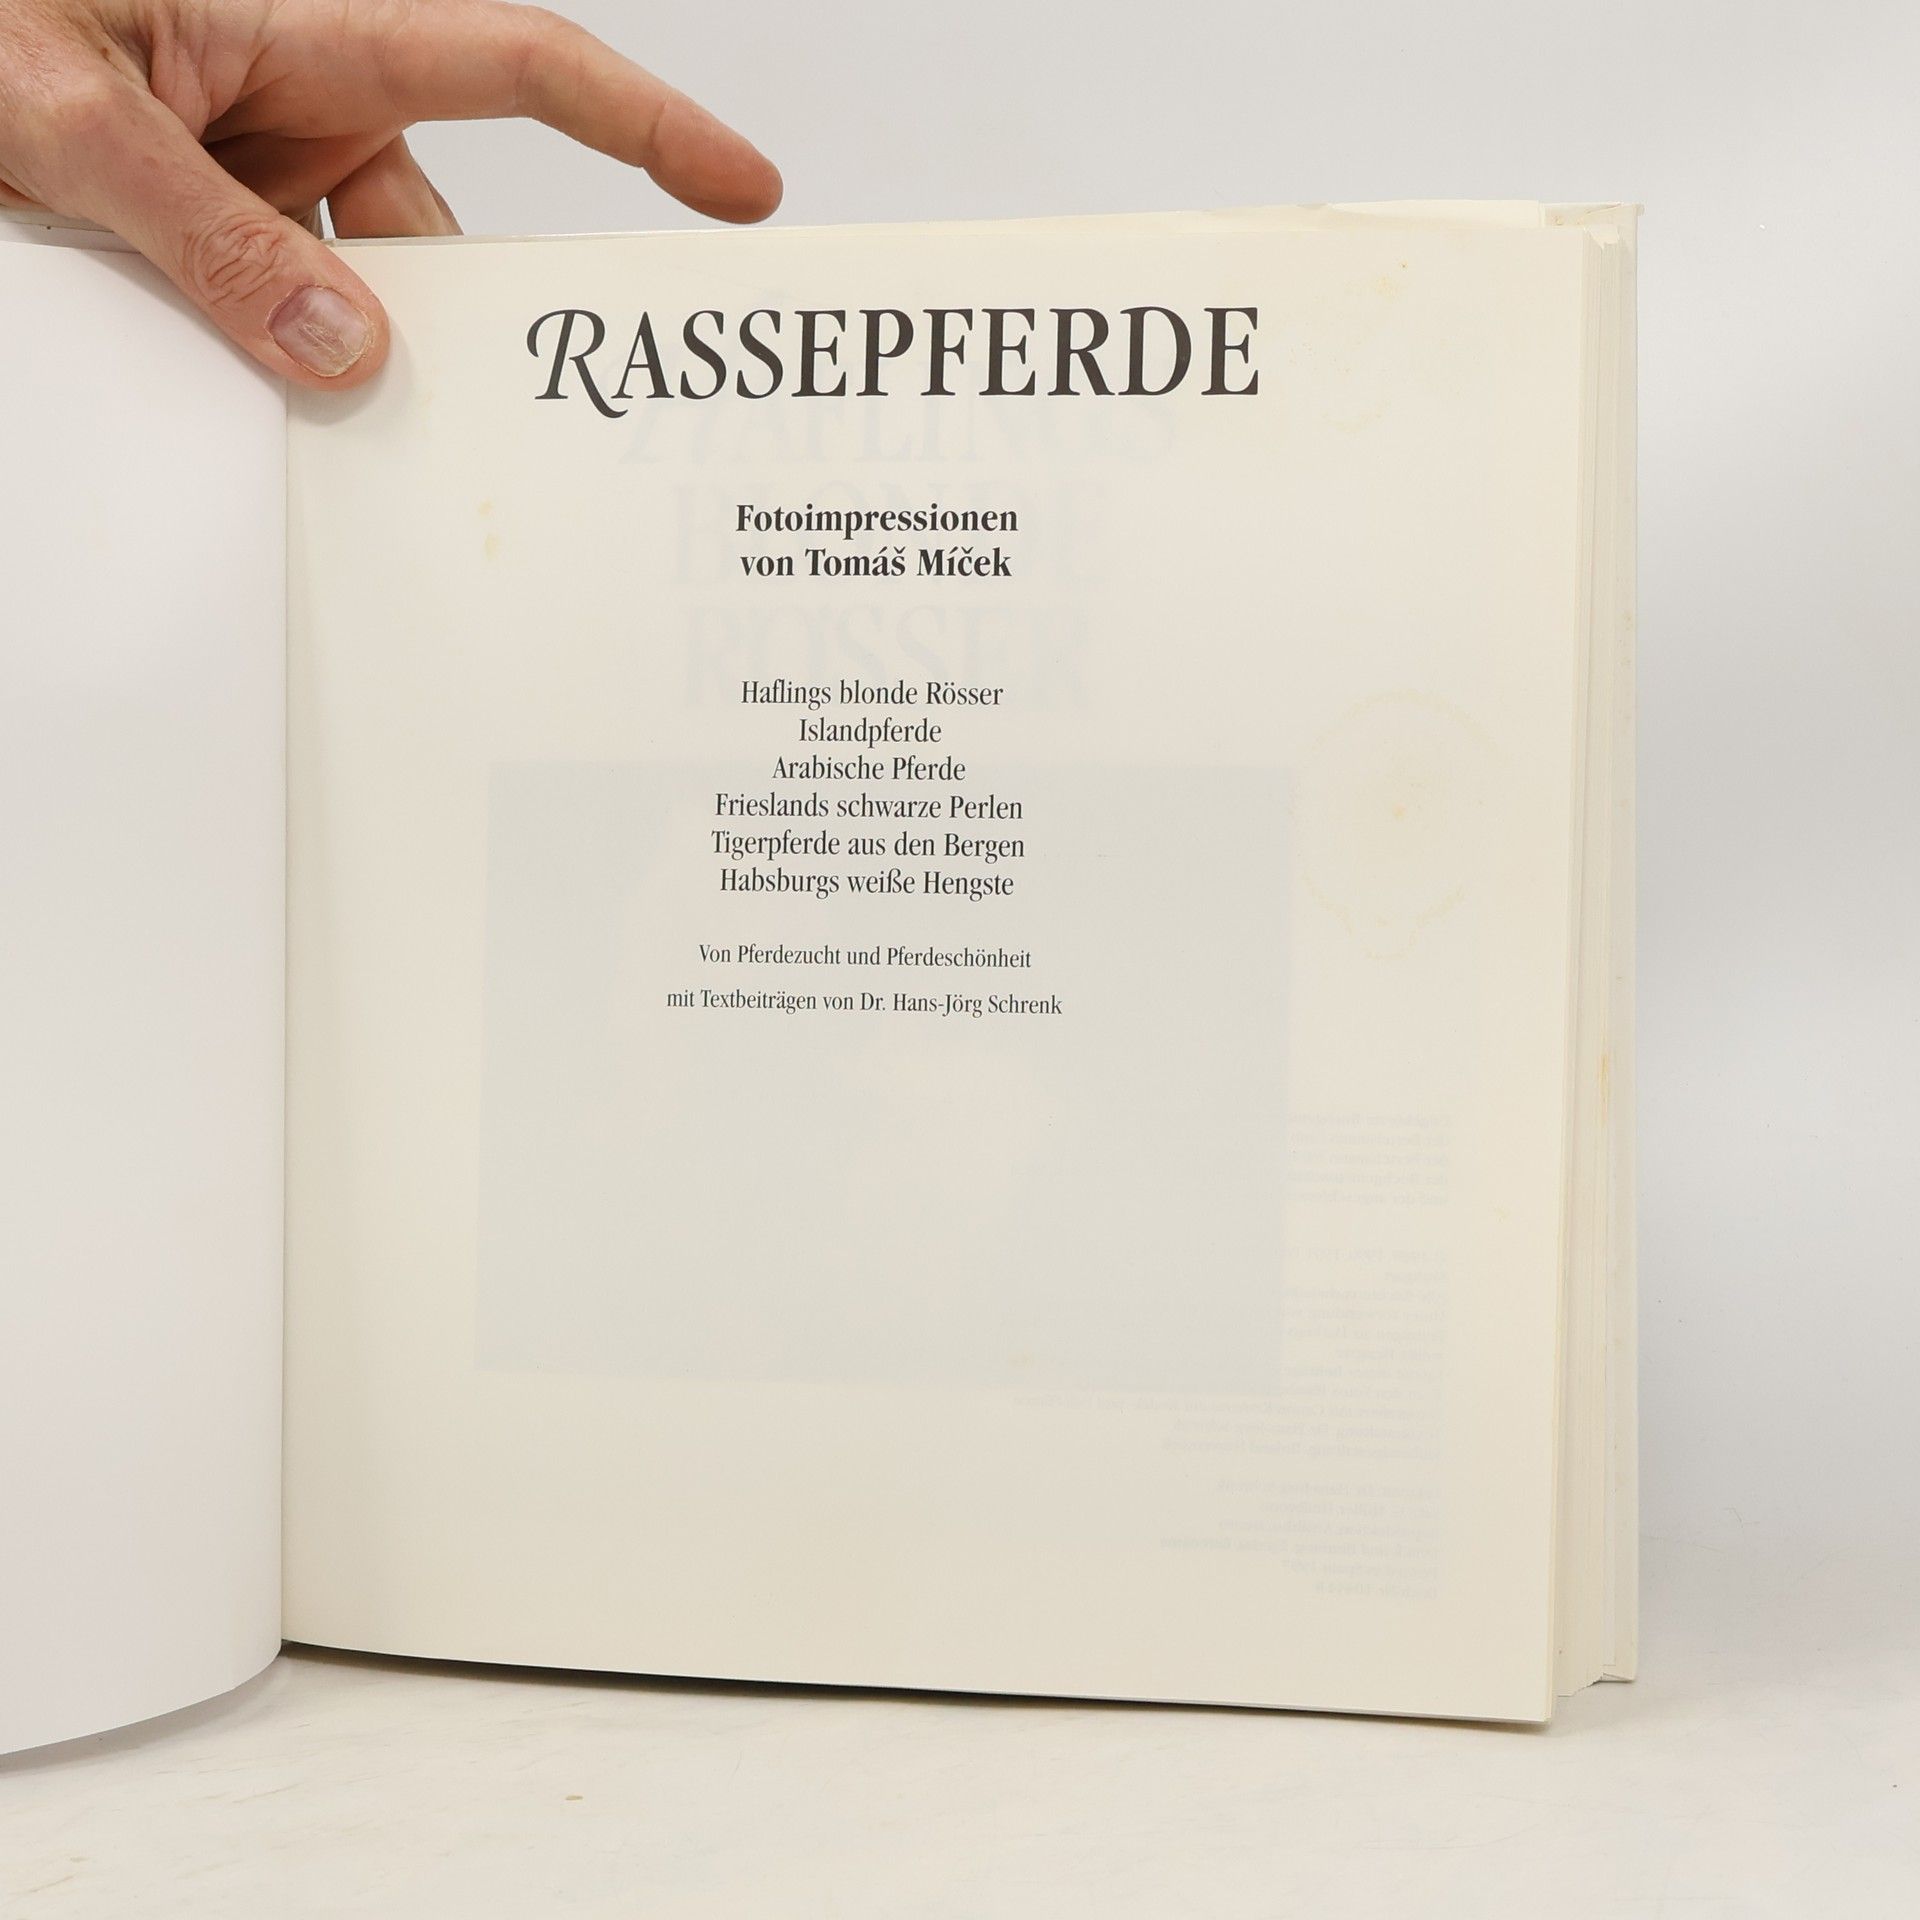 RASSEPFERDE
Fotoimpressionen
von Tomáš Míček
Haflings blonde Rösser
Islandpferde
Arabische Pferde
Frieslands schwarze Perlen
Tigerpferde aus den Bergen
Habsburgs weiße Hengste
Von Pferdezucht und Pferdeschönheit
mit Textbeiträgen von Dr. Hans-Jörg Schrenk